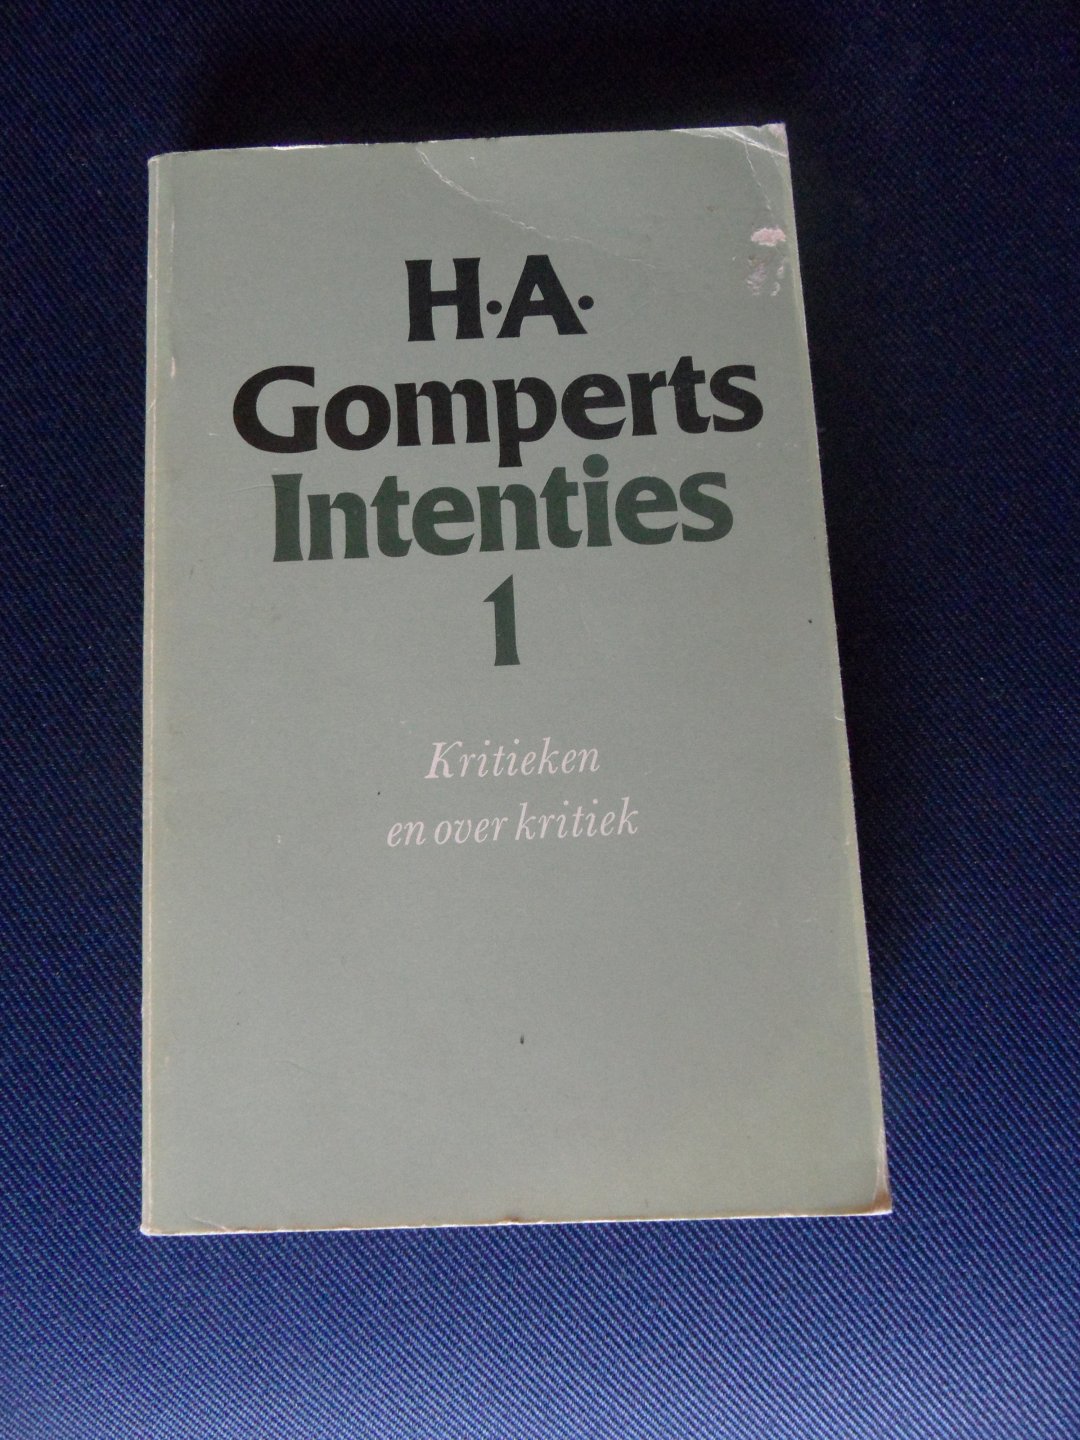 H·A·
Gomperts
Intenties
1
Kritieken
en over kritiek